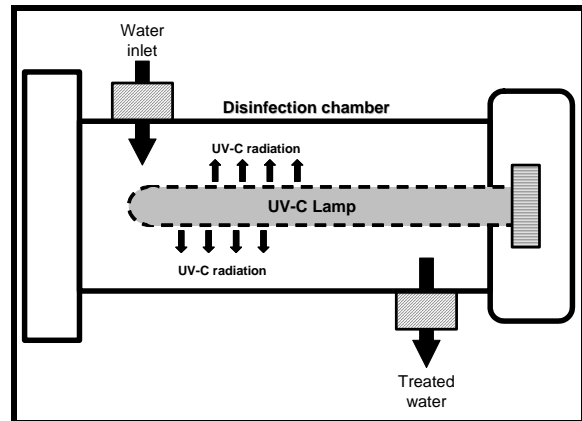 Water
inlet
Disinfection chamber
UV-C radiation
UV-C Lamp
UV-C radiation
Treated
water